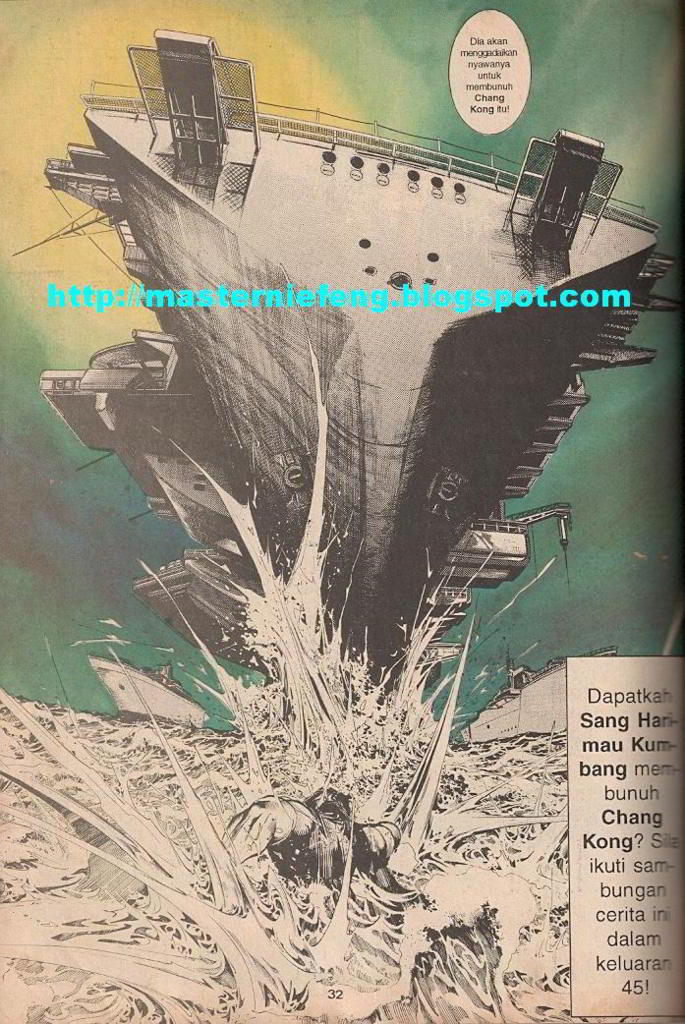 Dia akan
menggadaikan
nyawanya
untuk
membunuh
Chang
Kong itu!
http://masterniefeng.blogspot.com
Dapatkah
Sang Hari-
mau Kum-
bang mem-
bunuh
Chang
Kong? Sila
ikuti sam-
bungan
cerita ini
dalam
keluaran
45!
32